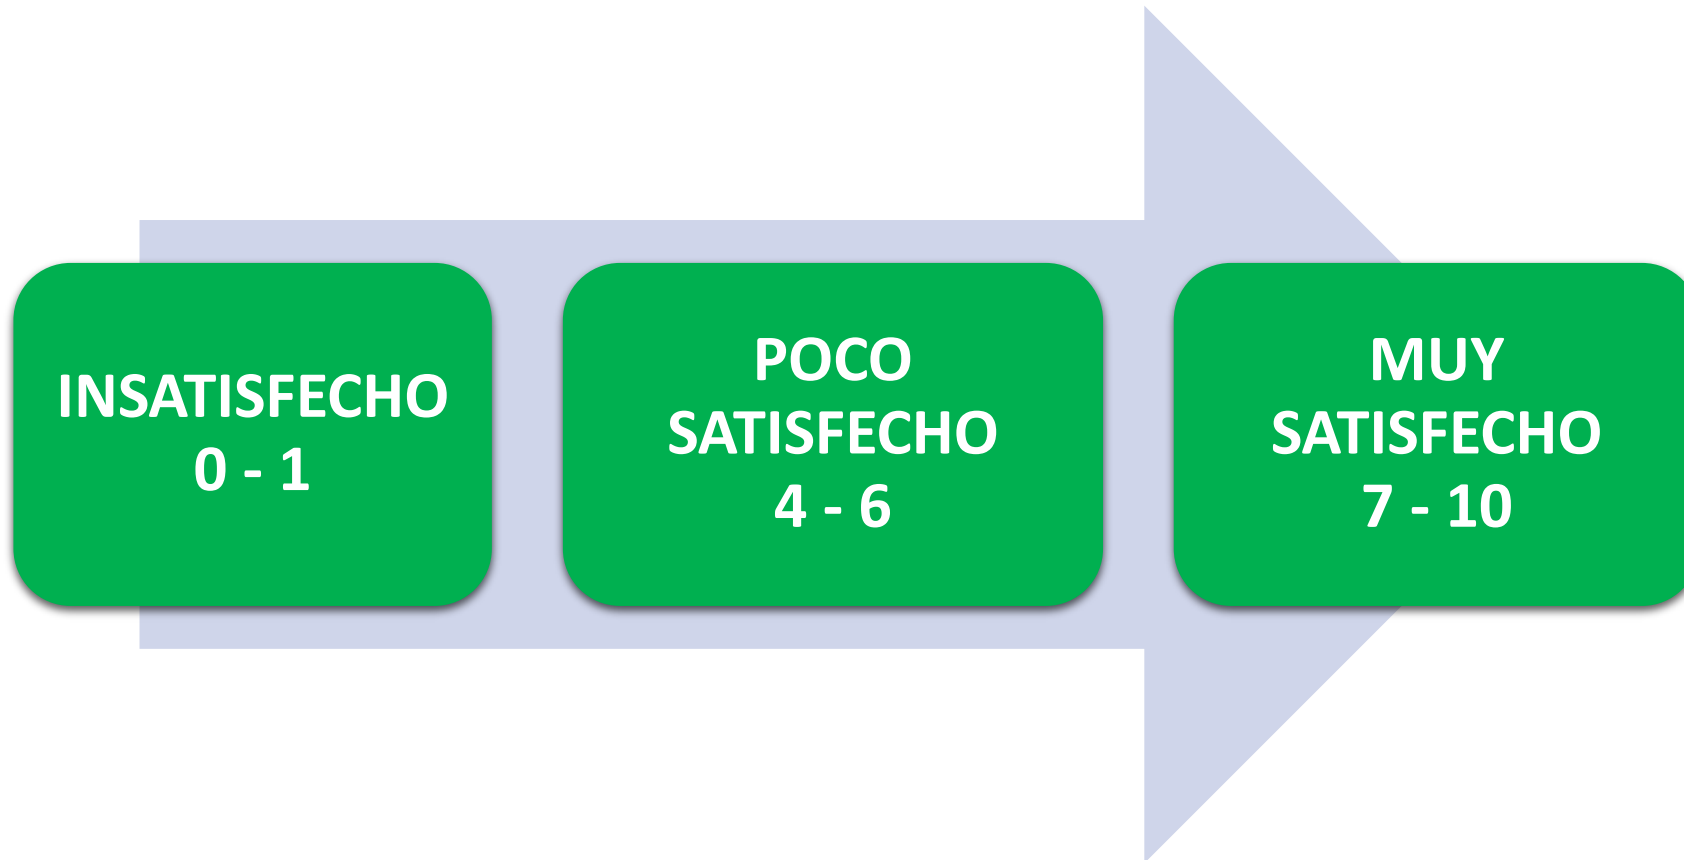 INSATISFECHO
0 - 1
POCO
SATISFECHO
4 - 6
MUY
SATISFECHO
7 - 10